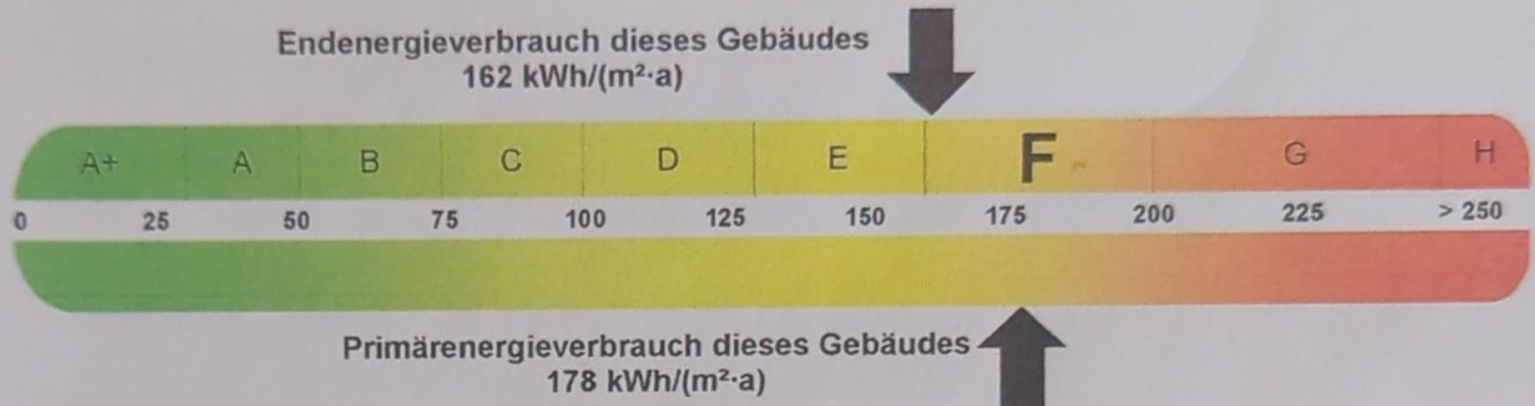 Endenergieverbrauch dieses Gebäudes
162 kWh/(m²·a)
A+ A B C D E F G H
0 25 50 75 100 125 150 175 200 225 > 250
Primärenergieverbrauch dieses Gebäudes
178 kWh/(m²·a)